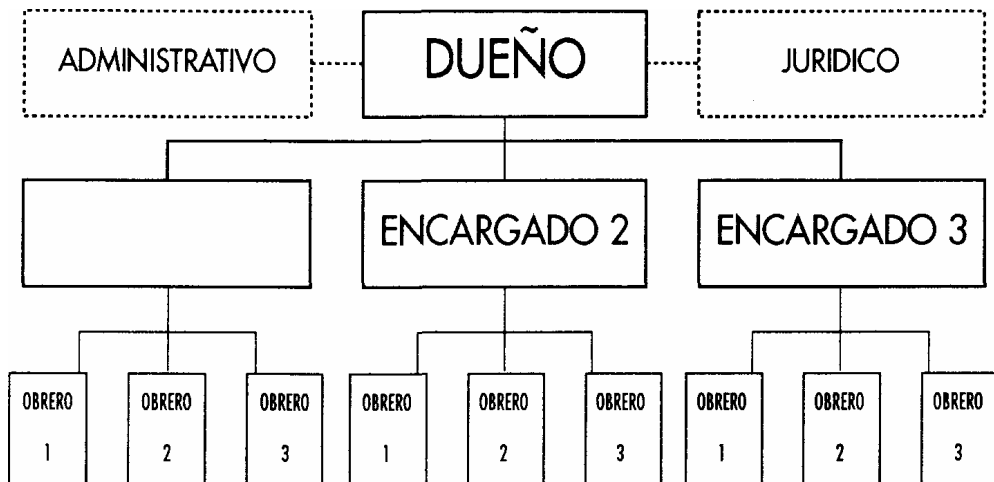 ADMINISTRATIVO
DUEÑO
JURIDICO
ENCARGADO 2
ENCARGADO 3
OBRERO
1
OBRERO
2
OBRERO
3
OBRERO
1
OBRERO
2
OBRERO
3
OBRERO
1
OBRERO
2
OBRERO
3